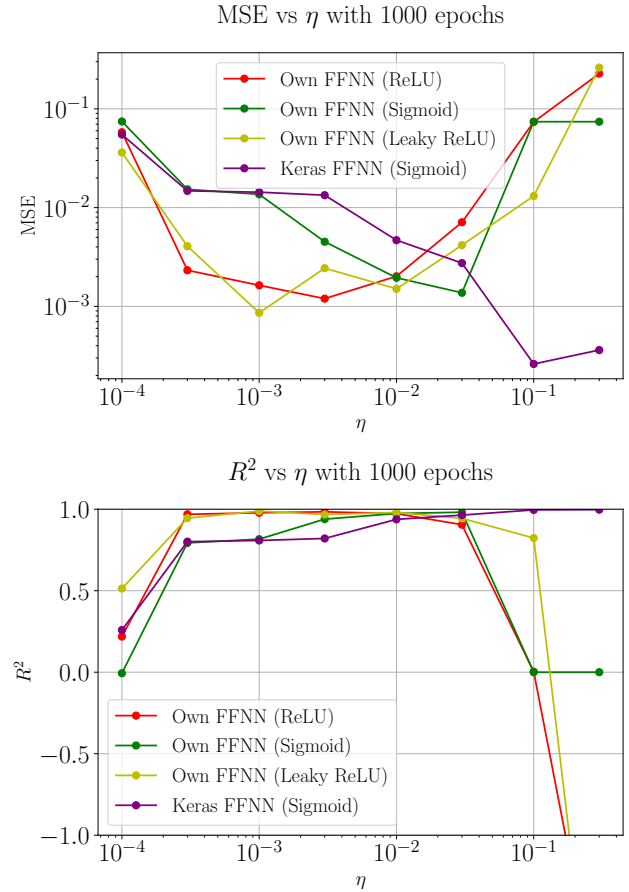 MSE vs η with 1000 epochs
Own FFNN (ReLU)
Own FFNN (Sigmoid)
Own FFNN (Leaky ReLU)
Keras FFNN (Sigmoid)
10⁻¹
10⁻²
10⁻³
MSE
10⁻⁴ 10⁻³ 10⁻² 10⁻¹
η
R² vs η with 1000 epochs
1.0
0.5
0.0
−0.5
−1.0
R²
Own FFNN (ReLU)
Own FFNN (Sigmoid)
Own FFNN (Leaky ReLU)
Keras FFNN (Sigmoid)
10⁻⁴ 10⁻³ 10⁻² 10⁻¹
η